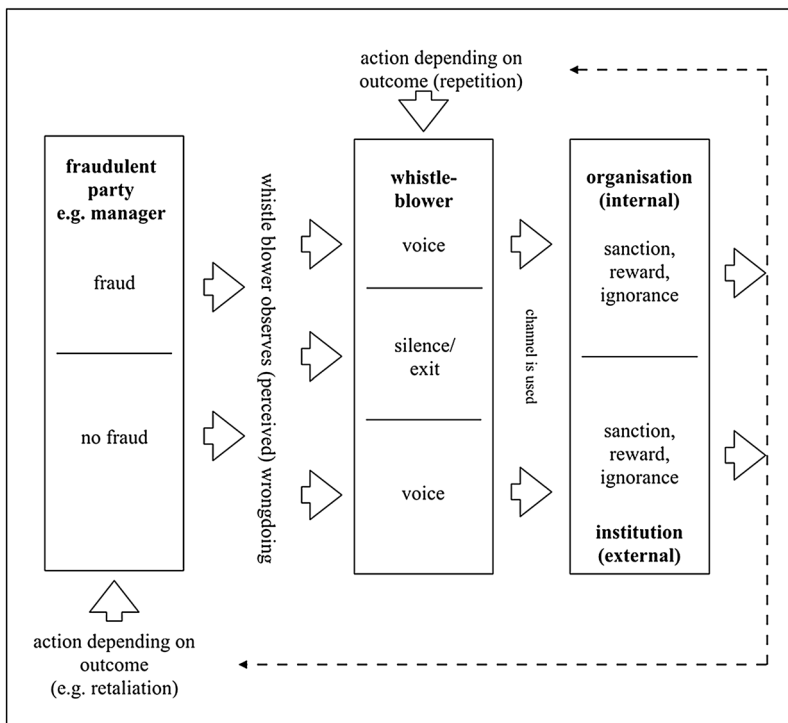 action depending on
outcome (repetition)
fraudulent
party
e.g. manager
fraud
no fraud
whistle blower observes (perceived) wrongdoing
whistle-
blower
voice
silence/
exit
voice
channel is used
organisation
(internal)
sanction,
reward,
ignorance
sanction,
reward,
ignorance
institution
(external)
action depending on
outcome
(e.g. retaliation)